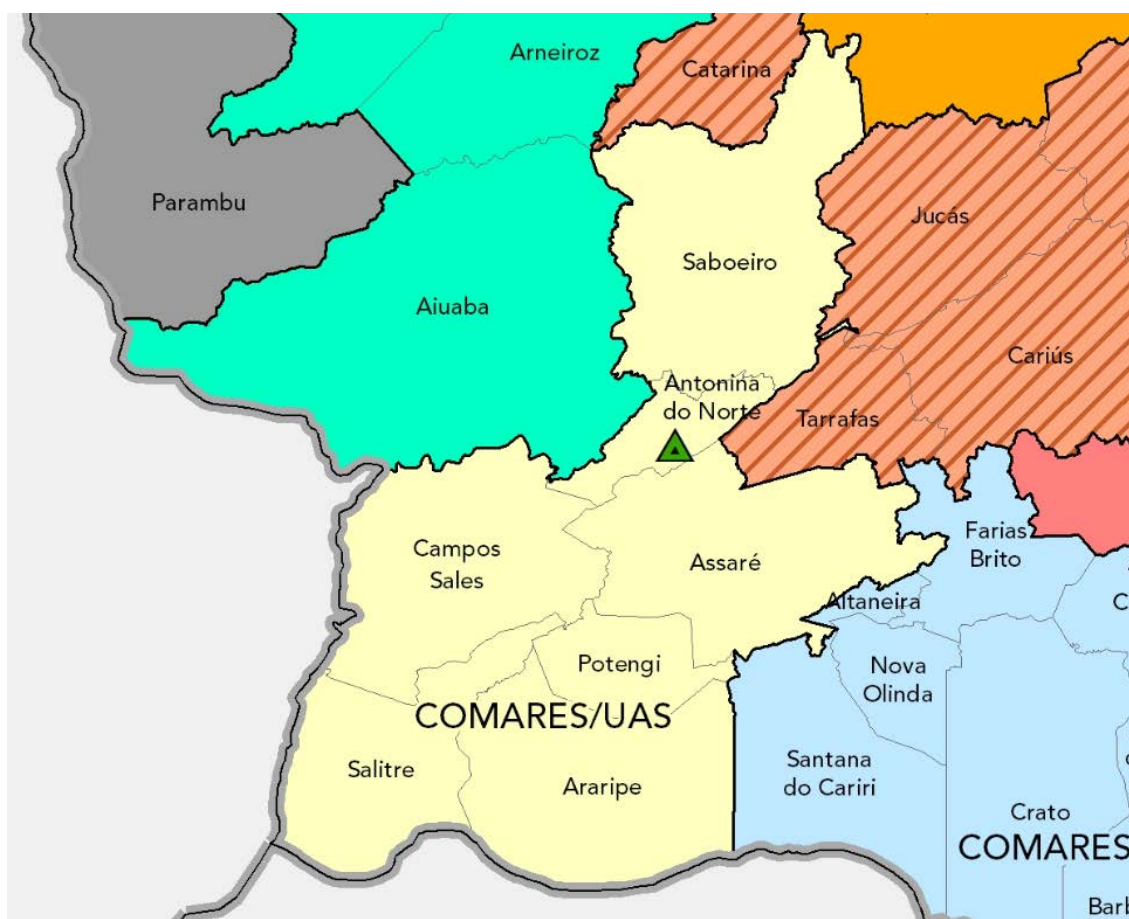 Arneiroz
Catarina
Parambu
Jucás
Saboeiro
Aiuaba
Cariús
Antonina
do Norte
Tarrafas
Farias
Brito
Campos
Sales
Assaré
Altaneira
C
Potengi
Nova
Olinda
COMARES/UAS
Salitre
Araripe
Santana
do Cariri
Crato
COMARES
Barb